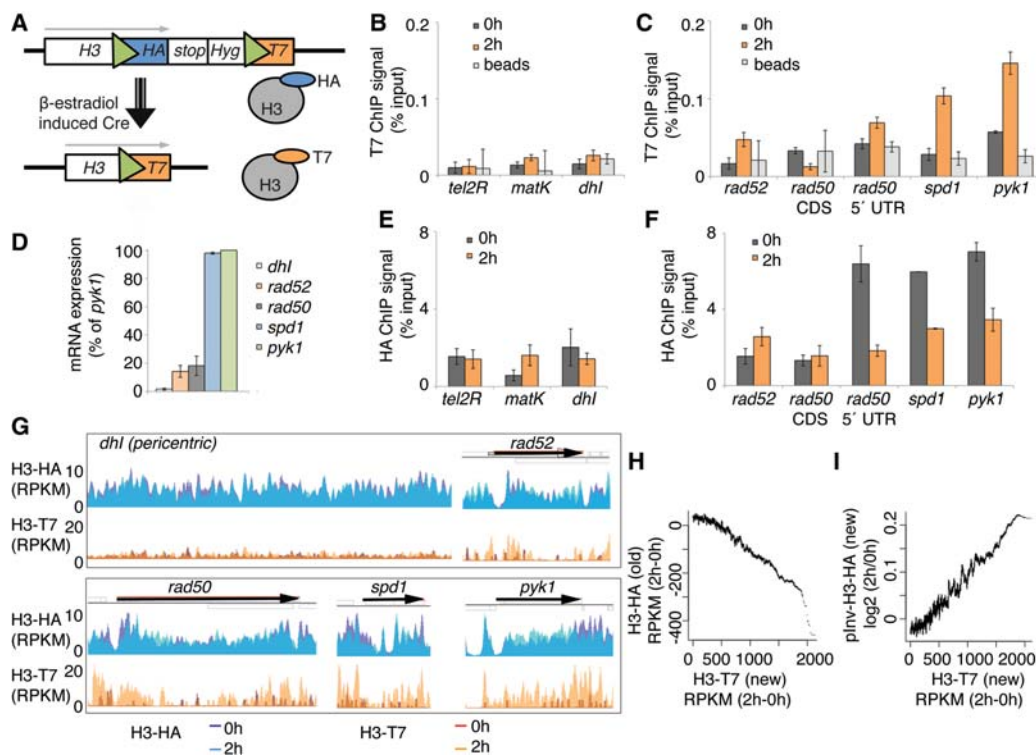 A
H3 HA stop Hyg T7
HA
H3
β-estradiol
induced Cre
H3 T7
T7
H3
B
T7 ChIP signal
(% input)
0.2
0.1
0
0h
2h
beads
tel2R matK dhI
C
T7 ChIP signal
(% input)
0.2
0.1
0
0h
2h
beads
rad52 rad50 rad50 spd1 pyk1
CDS 5´ UTR
D
mRNA expression
(% of pyk1)
100
80
60
40
20
0
dhI
rad52
rad50
spd1
pyk1
E
HA ChIP signal
(% input)
8
4
0
0h
2h
tel2R matK dhI
F
HA ChIP signal
(% input)
8
4
0
0h
2h
rad52 rad50 rad50 spd1 pyk1
CDS 5´ UTR
G
dhI (pericentric) rad52
H3-HA 10
(RPKM)
0
H3-T7 20
(RPKM)
0
rad50 spd1 pyk1
H3-HA 10
(RPKM)
0
H3-T7 20
(RPKM)
0
H3-HA 0h H3-T7 0h
2h 2h
H
H3-HA (old)
RPKM (2h-0h)
0
-200
-400
0 500 1000 2000
H3-T7 (new)
RPKM (2h-0h)
I
pInv-H3-HA (new)
log2 (2h/0h)
0.2
0.1
0
0 500 1000 2000
H3-T7 (new)
RPKM (2h-0h)